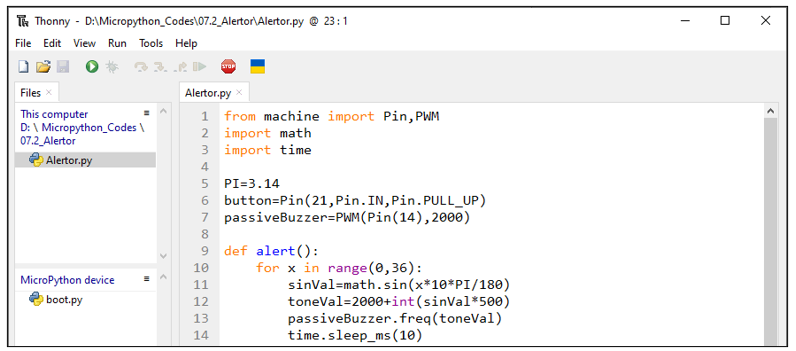 Thonny - D:\Micropython_Codes\07.2_Alertor\Alertor.py @ 23 : 1
File Edit View Run Tools Help
STOP
Files ×
This computer
D: \ Micropython_Codes \
07.2_Alertor
Alertor.py
MicroPython device
boot.py
Alertor.py ×
1 from machine import Pin,PWM
2 import math
3 import time
4
5 PI=3.14
6 button=Pin(21,Pin.IN,Pin.PULL_UP)
7 passiveBuzzer=PWM(Pin(14),2000)
8
9 def alert():
10     for x in range(0,36):
11         sinVal=math.sin(x*10*PI/180)
12         toneVal=2000+int(sinVal*500)
13         passiveBuzzer.freq(toneVal)
14         time.sleep_ms(10)